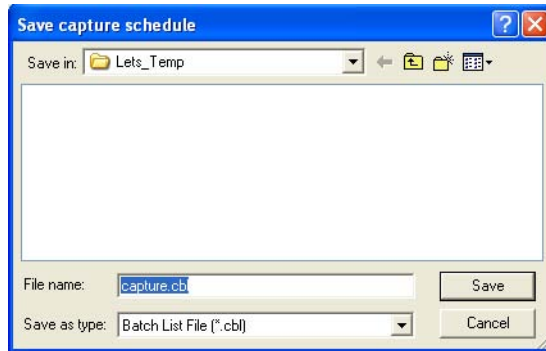 Save capture schedule
Save in: Lets_Temp
File name: capture.cbl Save
Save as type: Batch List File (*.cbl) Cancel